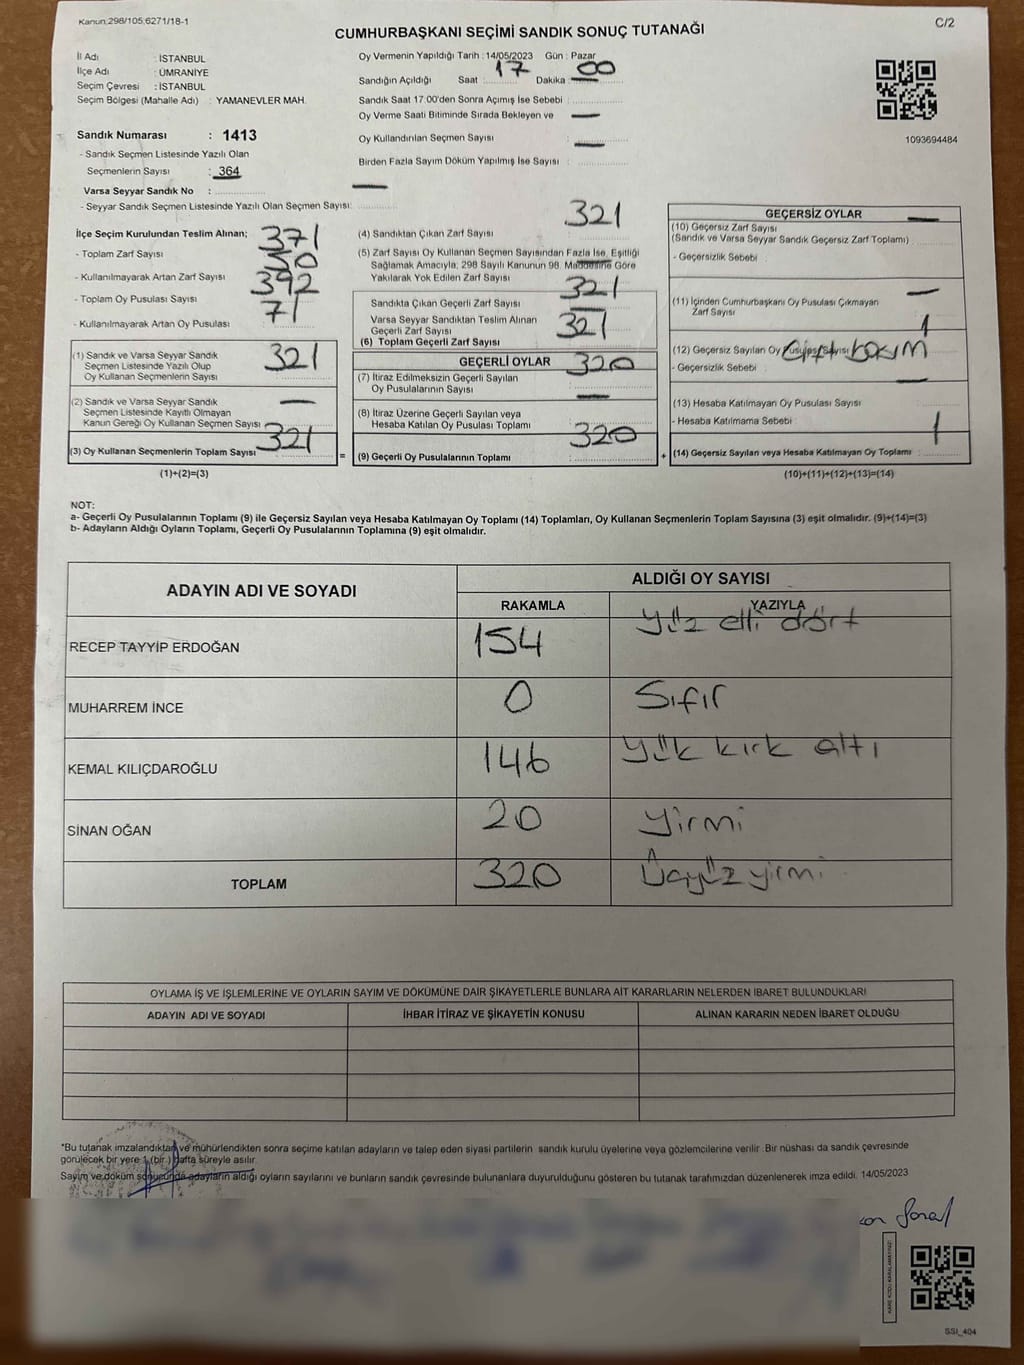 Kanun:298/105;6271/18-1
C/2
CUMHURBAŞKANI SEÇİMİ SANDIK SONUÇ TUTANAĞI
İl Adı : İSTANBUL
İlçe Adı : ÜMRANİYE
Seçim Çevresi : İSTANBUL
Seçim Bölgesi (Mahalle Adı) : YAMANEVLER MAH.
Sandık Numarası : 1413
- Sandık Seçmen Listesinde Yazılı Olan
Seçmenlerin Sayısı : 364
Varsa Seyyar Sandık No :
- Seyyar Sandık Seçmen Listesinde Yazılı Olan Seçmen Sayısı: —
Oy Vermenin Yapıldığı Tarih : 14/05/2023 Gün : Pazar
Sandığın Açıldığı Saat : 17 Dakika : 00
Sandık Saat 17:00'den Sonra Açımış İse Sebebi : —
Oy Verme Saati Bitiminde Sırada Bekleyen ve —
Oy Kullandırılan Seçmen Sayısı : —
Birden Fazla Sayım Döküm Yapılmış İse Sayısı :
1093694484
İlçe Seçim Kurulundan Teslim Alınan;
- Toplam Zarf Sayısı : 371
- Kullanılmayarak Artan Zarf Sayısı : 50
- Toplam Oy Pusulası Sayısı : 392
- Kullanılmayarak Artan Oy Pusulası : 71
(1) Sandık ve Varsa Seyyar Sandık
Seçmen Listesinde Yazılı Olup
Oy Kullanan Seçmenlerin Sayısı : 321
(2) Sandık ve Varsa Seyyar Sandık
Seçmen Listesinde Kayıtlı Olmayan
Kanun Gereği Oy Kullanan Seçmen Sayısı : —
(3) Oy Kullanan Seçmenlerin Toplam Sayısı : 321
(1)+(2)=(3)
=
(4) Sandıktan Çıkan Zarf Sayısı : 321
(5) Zarf Sayısı Oy Kullanan Seçmen Sayısından Fazla İse, Eşitliği
Sağlamak Amacıyla; 298 Sayılı Kanunun 98. Maddesine Göre
Yakılarak Yok Edilen Zarf Sayısı : —
Sandıkta Çıkan Geçerli Zarf Sayısı : 321
Varsa Seyyar Sandıktan Teslim Alınan
Geçerli Zarf Sayısı : —
(6) Toplam Geçerli Zarf Sayısı : 321
GEÇERLİ OYLAR
(7) İtiraz Edilmeksizin Geçerli Sayılan
Oy Pusulalarının Sayısı : 320
(8) İtiraz Üzerine Geçerli Sayılan veya
Hesaba Katılan Oy Pusulası Toplamı : —
(9) Geçerli Oy Pusulalarının Toplamı : 320
+
GEÇERSİZ OYLAR
(10) Geçersiz Zarf Sayısı
(Sandık ve Varsa Seyyar Sandık Geçersiz Zarf Toplamı) : —
- Geçersizlik Sebebi :
(11) İçinden Cumhurbaşkanı Oy Pusulası Çıkmayan
Zarf Sayısı : —
(12) Geçersiz Sayılan Oy Pusulası Sayısı : 1
- Geçersizlik Sebebi :
(13) Hesaba Katılmayan Oy Pusulası Sayısı : —
- Hesaba Katılmama Sebebi :
(14) Geçersiz Sayılan veya Hesaba Katılmayan Oy Toplamı : 1
(10)+(11)+(12)+(13)=(14)
NOT:
a- Geçerli Oy Pusulalarının Toplamı (9) ile Geçersiz Sayılan veya Hesaba Katılmayan Oy Toplamı (14) Toplamları, Oy Kullanan Seçmenlerin Toplam Sayısına (3) eşit olmalıdır. (9)+(14)=(3)
b- Adayların Aldığı Oyların Toplamı, Geçerli Oy Pusulalarının Toplamına (9) eşit olmalıdır.
ADAYIN ADI VE SOYADI
ALDIĞI OY SAYISI
RAKAMLA YAZIYLA
RECEP TAYYİP ERDOĞAN 154 Yüz elli dört
MUHARREM İNCE 0 Sıfır
KEMAL KILIÇDAROĞLU 146 Yük kırk altı
SİNAN OĞAN 20 Yirmi
TOPLAM 320 Üçyüz yirmi
OYLAMA İŞ VE İŞLEMLERİNE VE OYLARIN SAYIM VE DÖKÜMÜNE DAİR ŞİKAYETLERLE BUNLARA AİT KARARLARIN NELERDEN İBARET BULUNDUKLARI
ADAYIN ADI VE SOYADI İHBAR İTİRAZ VE ŞİKAYETİN KONUSU ALINAN KARARIN NEDEN İBARET OLDUĞU
*Bu tutanak imzalandıktan ve mühürlendikten sonra seçime katılan adayların ve talep eden siyasi partilerin sandık kurulu üyelerine veya gözlemcilerine verilir. Bir nüshası da sandık çevresinde
görülecek bir yere 1 (bir) hafta süreyle asılır.
Sayım ve döküm sonucunda adayların aldığı oyların sayılarını ve bunların sandık çevresinde bulunanlara duyurulduğunu gösteren bu tutanak tarafımızdan düzenlenerek imza edildi. 14/05/2023
KARE KODU KARALAMAYINIZ!
SSI_404